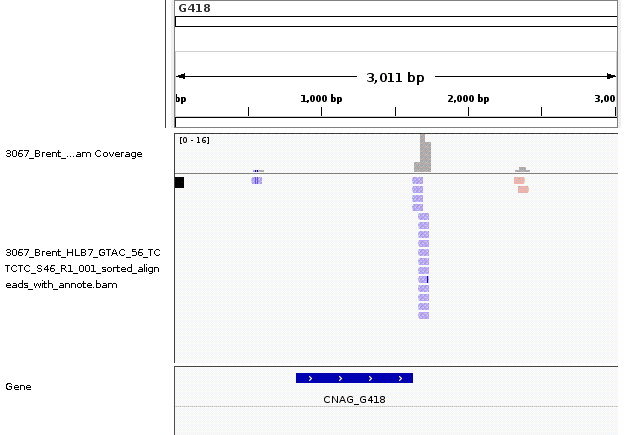 G418
3,011 bp
bp
1,000 bp
2,000 bp
3,00
[0 - 16]
3067_Brent_...am Coverage
3067_Brent_HLB7_GTAC_56_TC
TCTC_S46_R1_001_sorted_align
eads_with_annote.bam
Gene
CNAG_G418